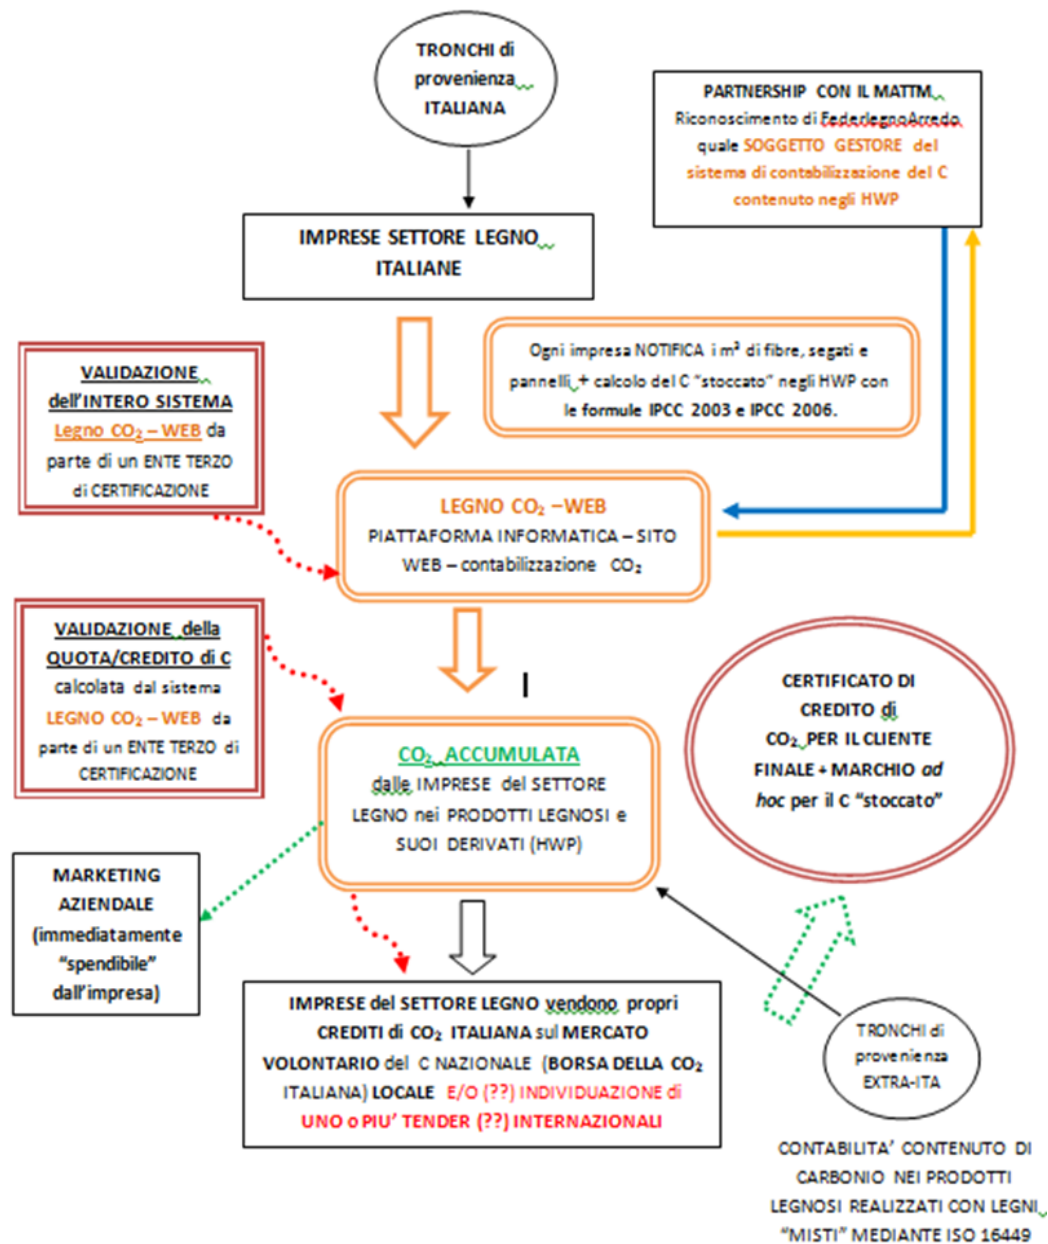 TRONCHI di
provenienza
ITALIANA
PARTNERSHIP CON IL MATTM
Riconoscimento di FederlegnoArredo
quale SOGGETTO GESTORE del
sistema di contabilizzazione del C
contenuto negli HWP
IMPRESE SETTORE LEGNO
ITALIANE
Ogni impresa NOTIFICA i m³ di fibre, segati e
pannelli + calcolo del C “stoccato” negli HWP con
le formule IPCC 2003 e IPCC 2006.
VALIDAZIONE
dell’INTERO SISTEMA
Legno CO₂ – WEB da
parte di un ENTE TERZO
di CERTIFICAZIONE
LEGNO CO₂ –WEB
PIATTAFORMA INFORMATICA – SITO
WEB – contabilizzazione CO₂
VALIDAZIONE della
QUOTA/CREDITO di C
calcolata dal sistema
LEGNO CO₂ – WEB da
parte di un ENTE TERZO di
CERTIFICAZIONE
CERTIFICATO DI
CREDITO di
CO₂ PER IL CLIENTE
FINALE + MARCHIO ad
hoc per il C “stoccato”
CO₂ ACCUMULATA
dalle IMPRESE del SETTORE
LEGNO nei PRODOTTI LEGNOSI e
SUOI DERIVATI (HWP)
MARKETING
AZIENDALE
(immediatamente
“spendibile”
dall’impresa)
IMPRESE del SETTORE LEGNO vendono propri
CREDITI di CO₂ ITALIANA sul MERCATO
VOLONTARIO del C NAZIONALE (BORSA DELLA CO₂
ITALIANA) LOCALE E/O (??) INDIVIDUAZIONE di
UNO o PIU’ TENDER (??) INTERNAZIONALI
TRONCHI di
provenienza
EXTRA-ITA
CONTABILITA’ CONTENUTO DI
CARBONIO NEI PRODOTTI
LEGNOSI REALIZZATI CON LEGNI
“MISTI” MEDIANTE ISO 16449